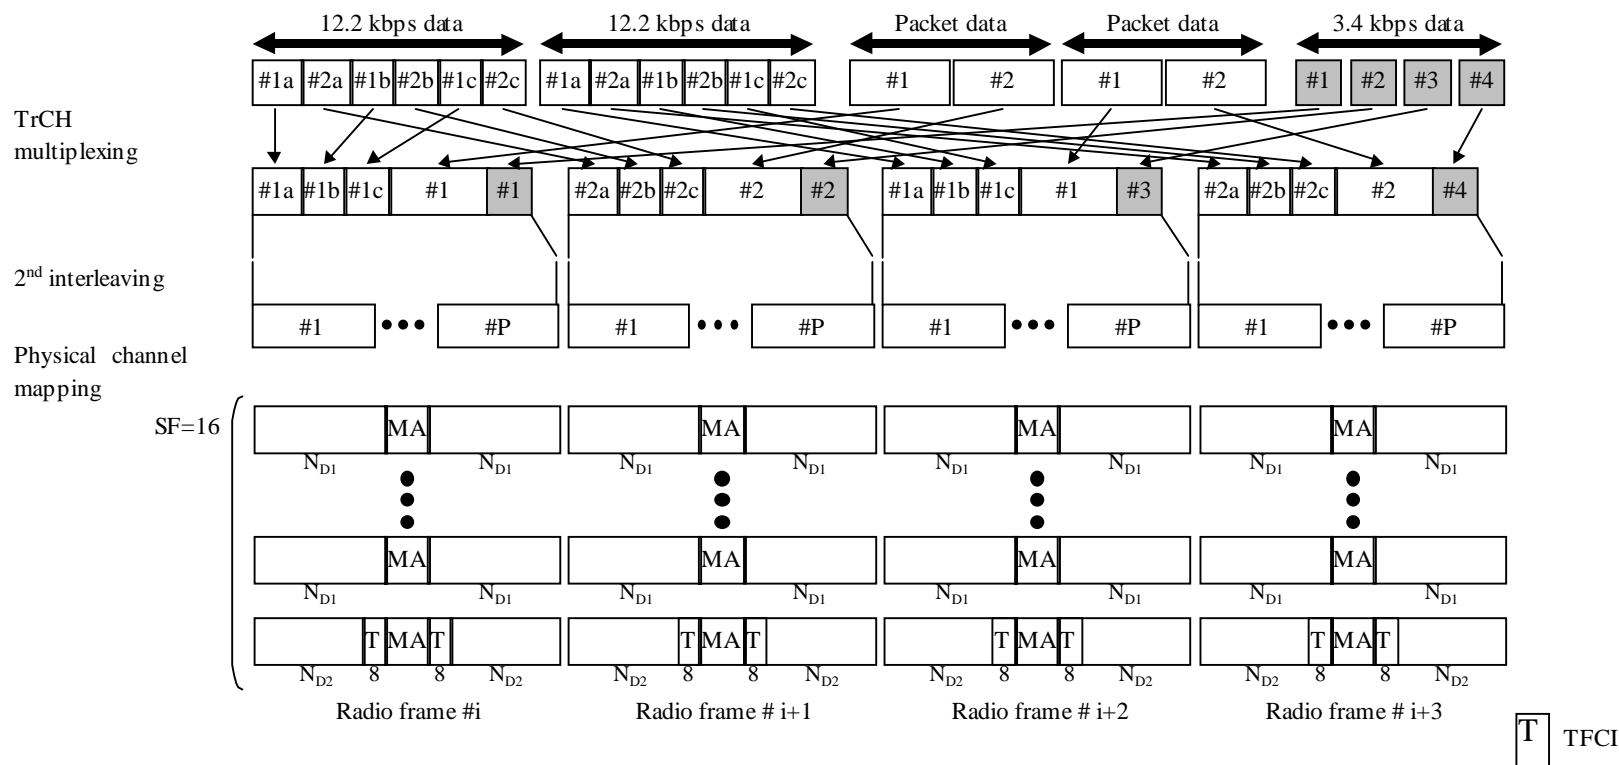 12.2 kbps data 12.2 kbps data Packet data Packet data 3.4 kbps data
#1a #2a #1b #2b #1c #2c #1a #2a #1b #2b #1c #2c #1 #2 #1 #2 #1 #2 #3 #4
TrCH
multiplexing
#1a #1b #1c #1 #1 #2a #2b #2c #2 #2 #1a #1b #1c #1 #3 #2a #2b #2c #2 #4
2nd interleaving
#1 #P #1 #P #1 #P #1 #P
Physical channel
mapping
SF=16 MA MA MA MA
ND1 ND1 ND1 ND1 ND1 ND1 ND1 ND1
MA MA MA MA
ND1 ND1 ND1 ND1 ND1 ND1 ND1 ND1
T MA T T MA T T MA T T MA T
ND2 8 8 ND2 ND2 8 8 ND2 ND2 8 8 ND2 ND2 8 8 ND2
Radio frame #i Radio frame # i+1 Radio frame # i+2 Radio frame # i+3
T TFCI